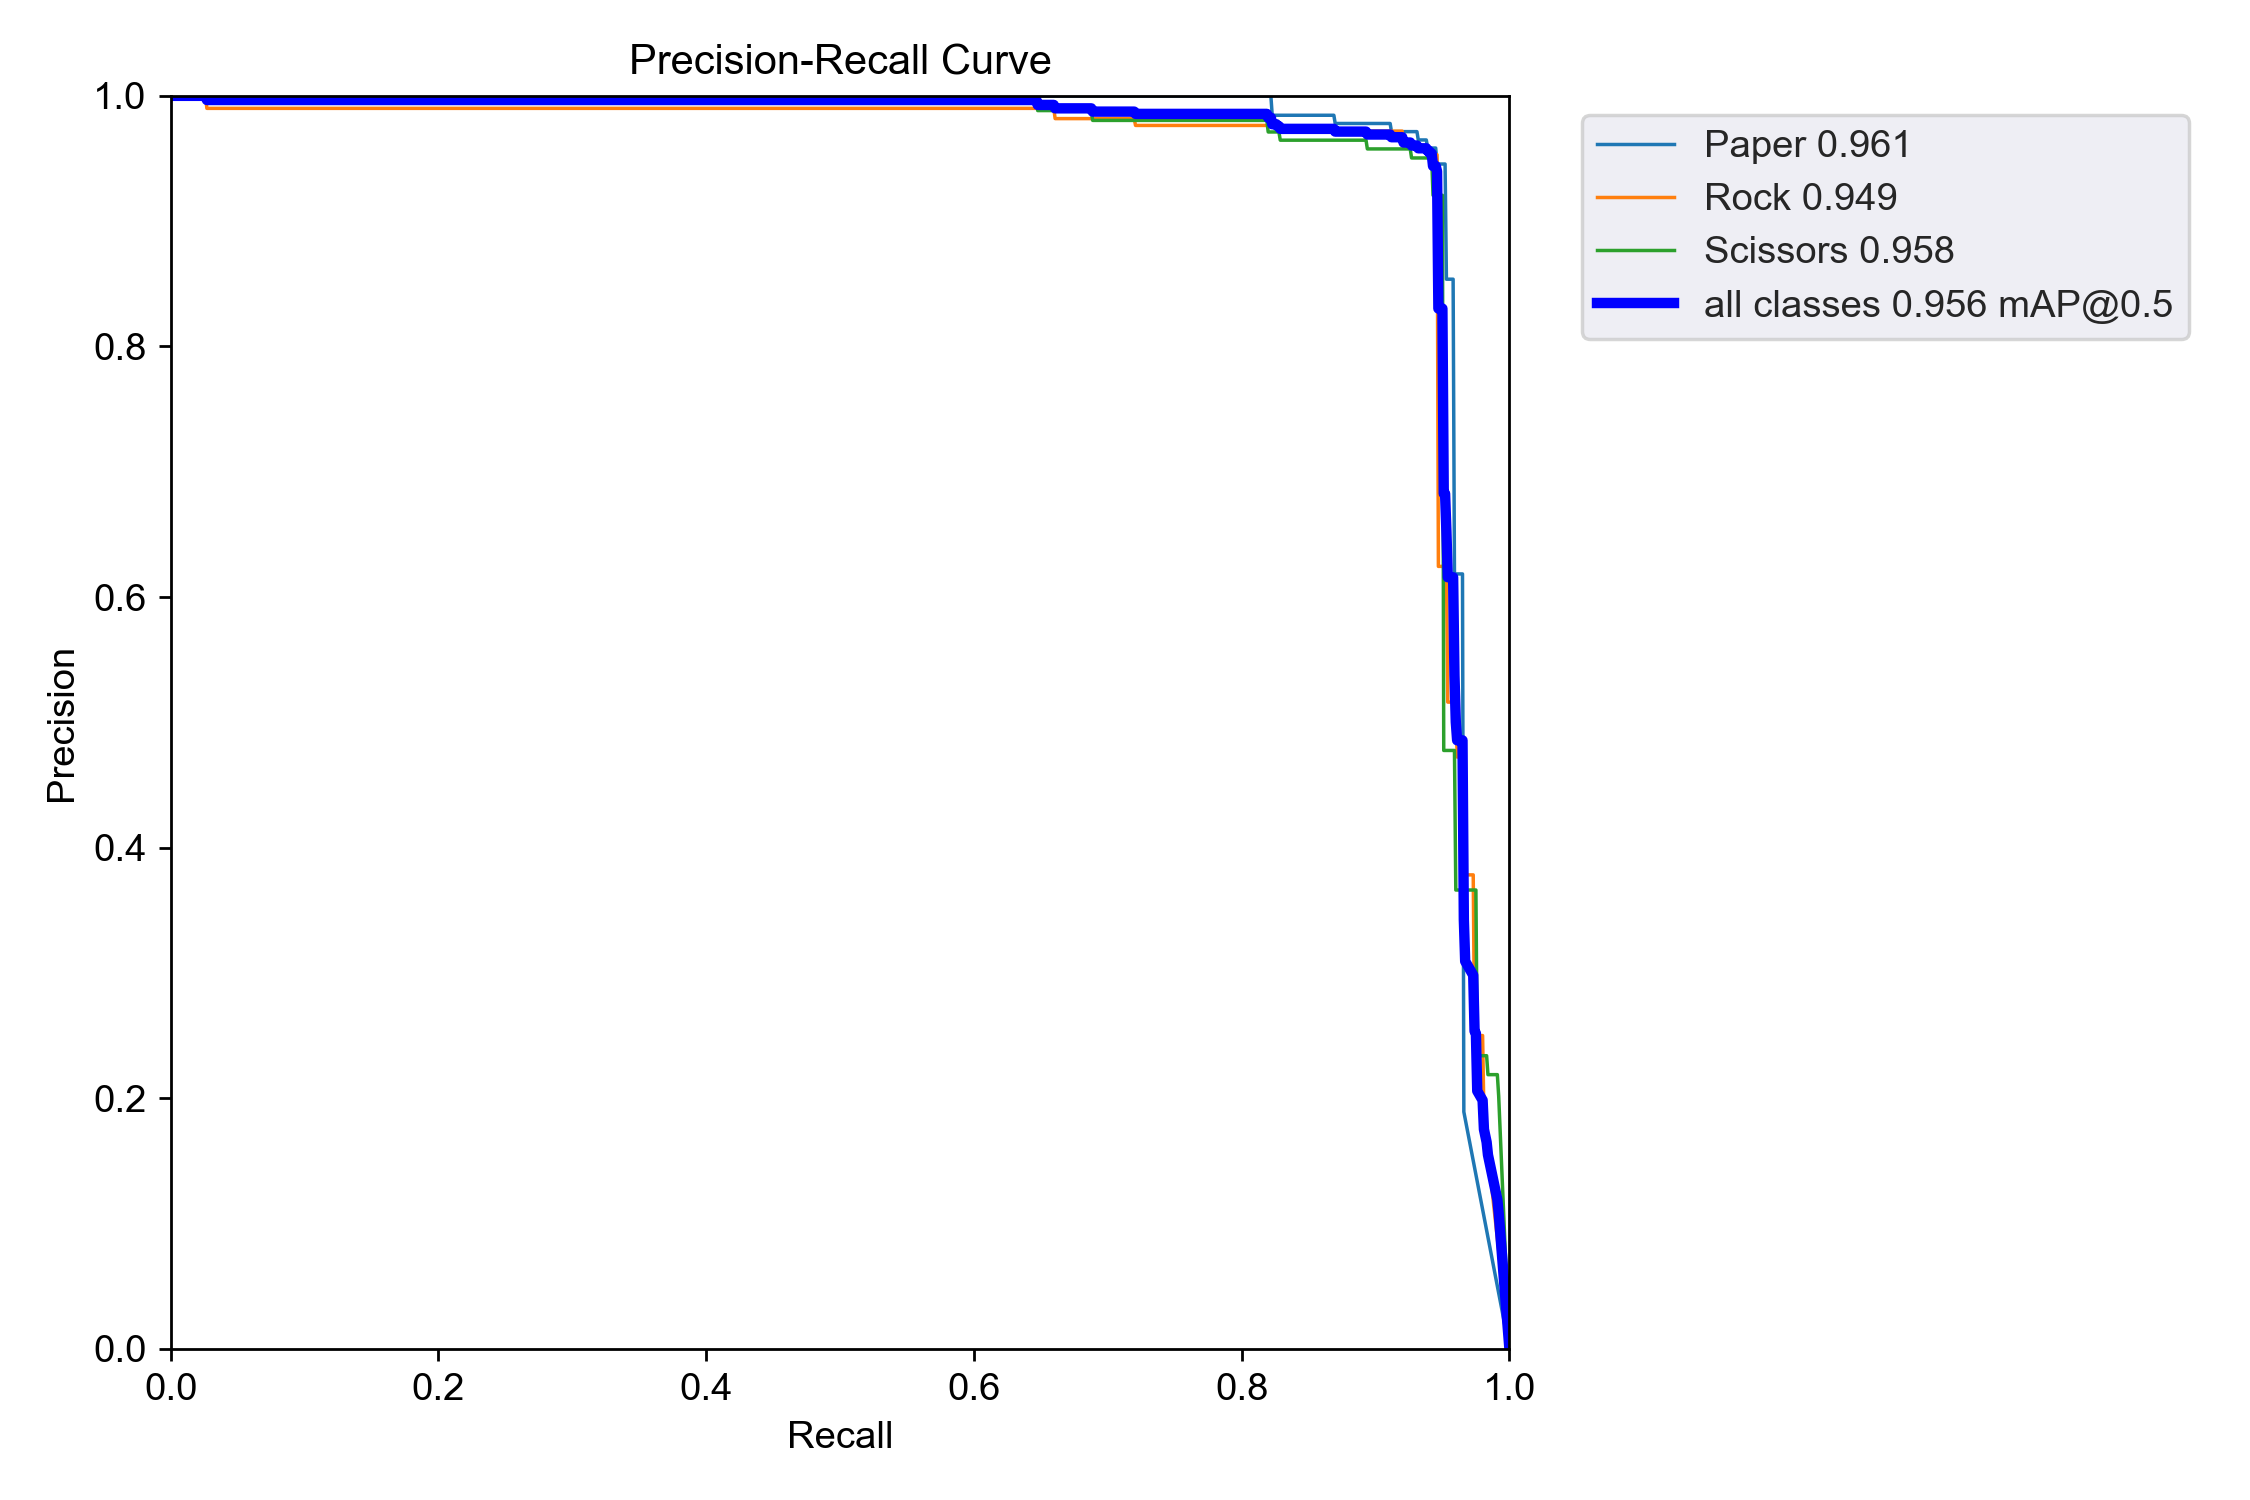 Precision-Recall Curve
1.0
0.8
0.6
0.4
0.2
0.0
Precision
0.0 0.2 0.4 0.6 0.8 1.0
Recall
Paper 0.961
Rock 0.949
Scissors 0.958
all classes 0.956 mAP@0.5